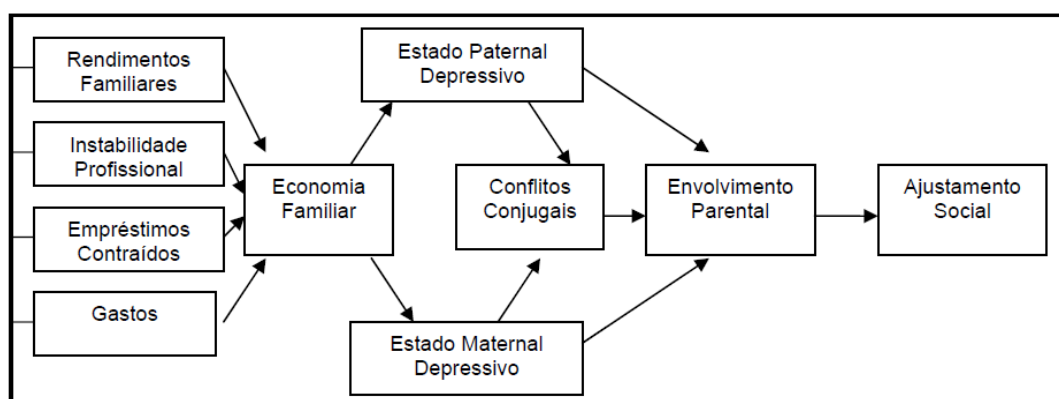 Rendimentos
Familiares
Instabilidade
Profissional
Empréstimos
Contraídos
Gastos
Economia
Familiar
Estado Paternal
Depressivo
Conflitos
Conjugais
Estado Maternal
Depressivo
Envolvimento
Parental
Ajustamento
Social